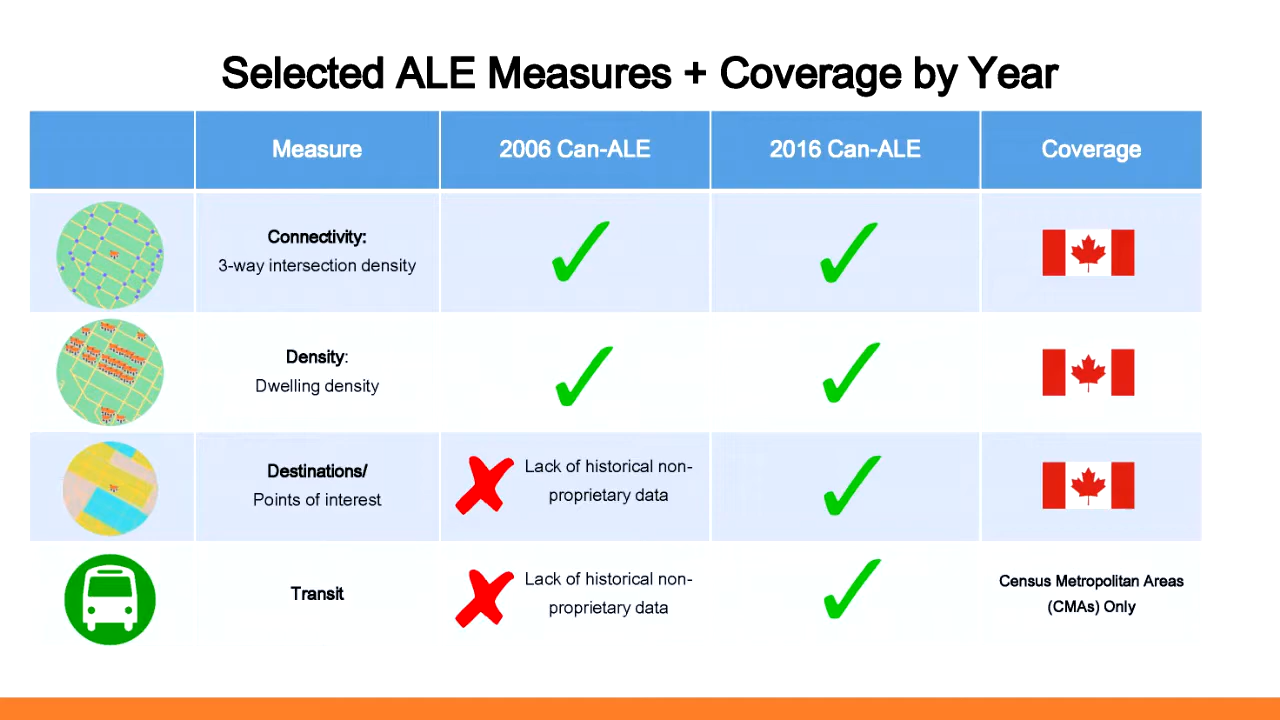 Selected ALE Measures + Coverage by Year
Measure
2006 Can-ALE
2016 Can-ALE
Coverage
Connectivity:
3-way intersection density
Density:
Dwelling density
Destinations/
Points of interest
Lack of historical non-
proprietary data
Transit
Lack of historical non-
proprietary data
Census Metropolitan Areas
(CMAs) Only